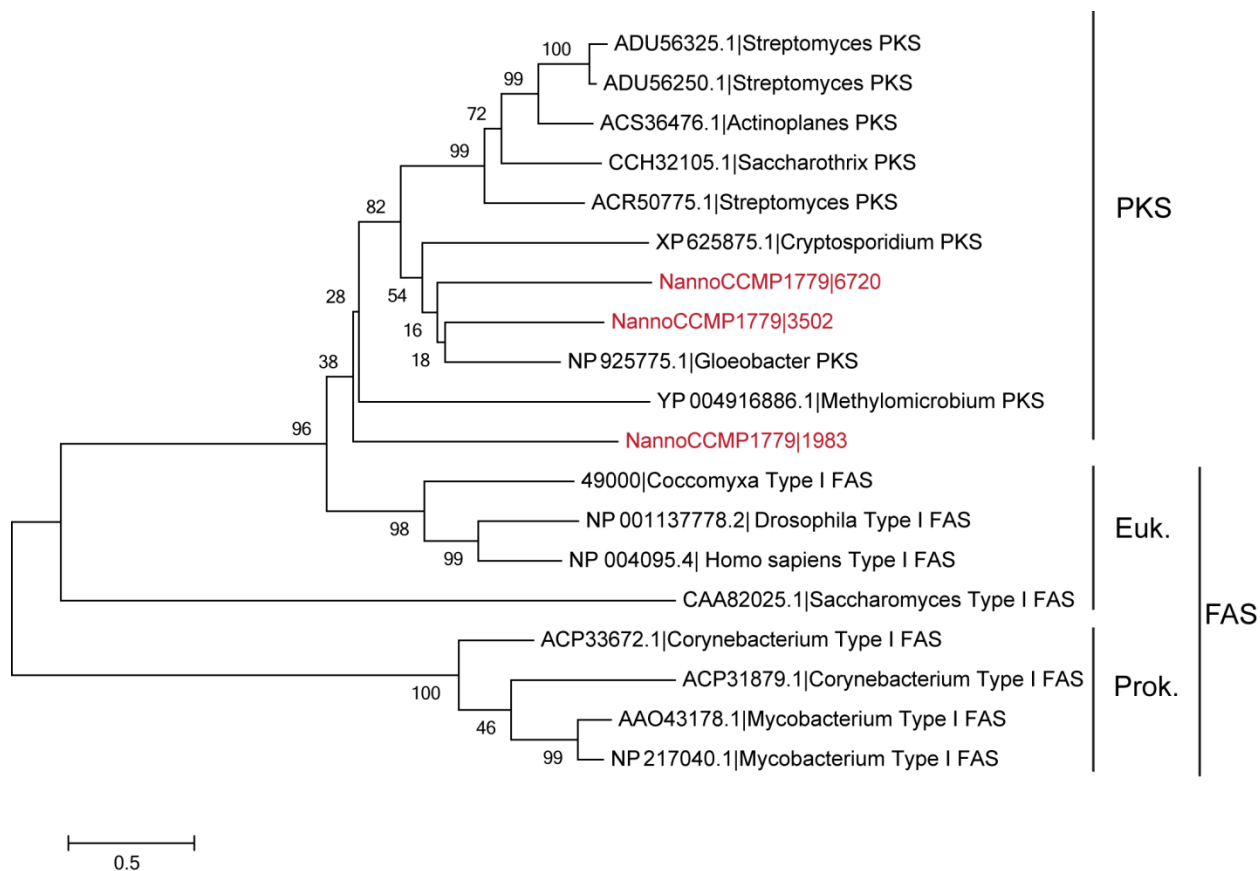 100
ADU56325.1|Streptomyces PKS
99
ADU56250.1|Streptomyces PKS
72
ACS36476.1|Actinoplanes PKS
99
CCH32105.1|Saccharothrix PKS
82
ACR50775.1|Streptomyces PKS
PKS
XP 625875.1|Cryptosporidium PKS
54
NannoCCMP1779|6720
28
16
NannoCCMP1779|3502
18
NP 925775.1|Gloeobacter PKS
38
YP 004916886.1|Methylomicrobium PKS
96
NannoCCMP1779|1983
49000|Coccomyxa Type I FAS
98
NP 001137778.2| Drosophila Type I FAS
Euk.
99
NP 004095.4| Homo sapiens Type I FAS
CAA82025.1|Saccharomyces Type I FAS
FAS
ACP33672.1|Corynebacterium Type I FAS
100
ACP31879.1|Corynebacterium Type I FAS
Prok.
46
AAO43178.1|Mycobacterium Type I FAS
99
NP 217040.1|Mycobacterium Type I FAS
0.5